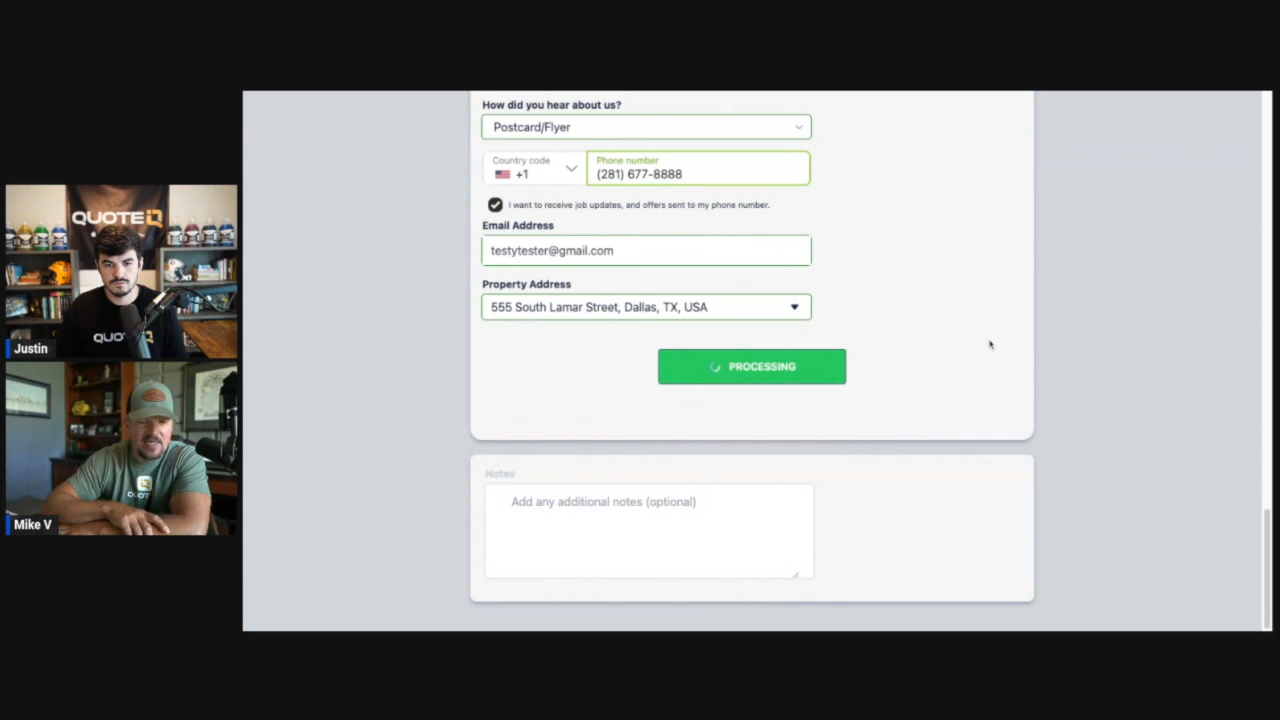 How did you hear about us?
Postcard/Flyer
Country code
+1
Phone number
(281) 677-8888
I want to receive job updates, and offers sent to my phone number.
Email Address
testytester@gmail.com
Property Address
555 South Lamar Street, Dallas, TX, USA
PROCESSING
Notes
Add any additional notes (optional)
QUOTEIQ
QUO
Justin
QUOT
Mike V